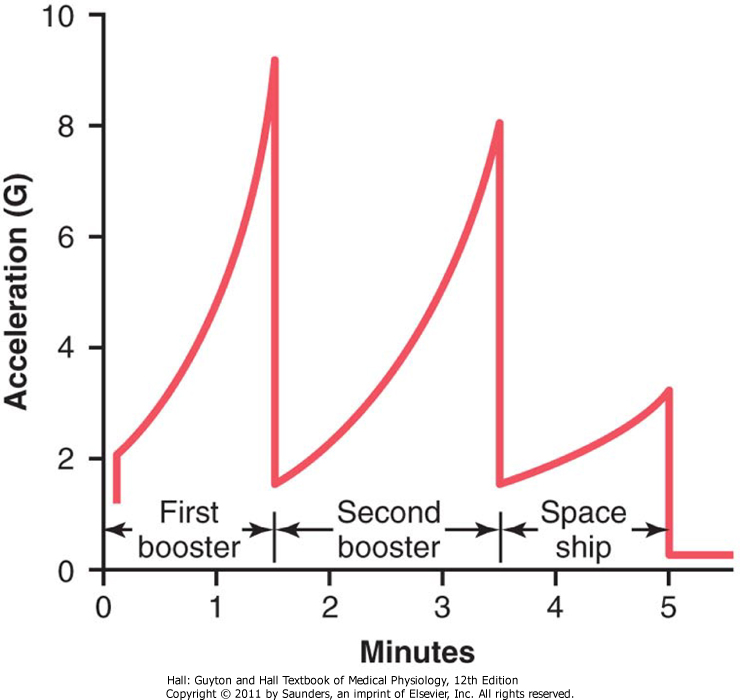 10
8
6
4
2
0
Acceleration (G)
First
booster
Second
booster
Space
ship
0 1 2 3 4 5
Minutes
Hall: Guyton and Hall Textbook of Medical Physiology, 12th Edition
Copyright © 2011 by Saunders, an imprint of Elsevier, Inc. All rights reserved.